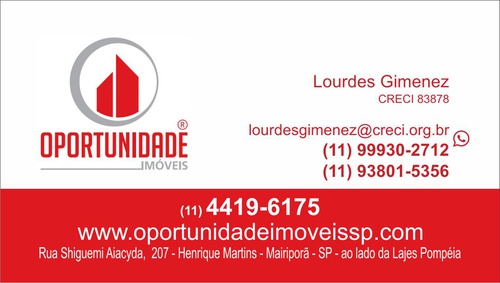 OPORTUNIDADE ®
IMÓVEIS
Lourdes Gimenez
CRECI 83878
lourdesgimenez@creci.org.br
(11) 99930-2712
(11) 93801-5356
(11) 4419-6175
www.oportunidadeimoveissp.com
Rua Shiguemi Aiacyda, 207 - Henrique Martins - Mairiporã - SP - ao lado da Lajes Pompéia